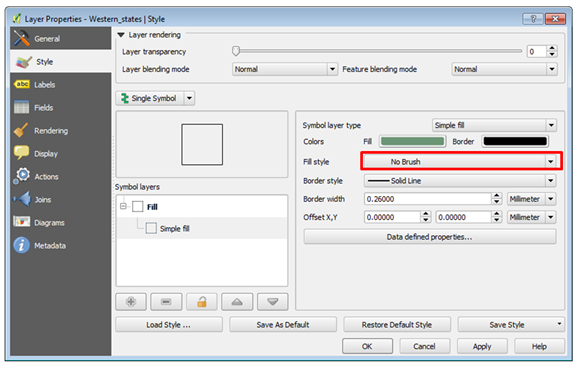 Layer Properties - Western_states | Style
General
Style
abc Labels
Fields
Rendering
Display
Actions
Joins
Diagrams
Metadata
Layer rendering
Layer transparency 0
Layer blending mode Normal Feature blending mode Normal
Single Symbol
Symbol layers
Fill
Simple fill
Symbol layer type Simple fill
Colors Fill Border
Fill style No Brush
Border style Solid Line
Border width 0.26000 Millimeter
Offset X,Y 0.00000 0.00000 Millimeter
Data defined properties...
Load Style ... Save As Default Restore Default Style Save Style
OK Cancel Apply Help